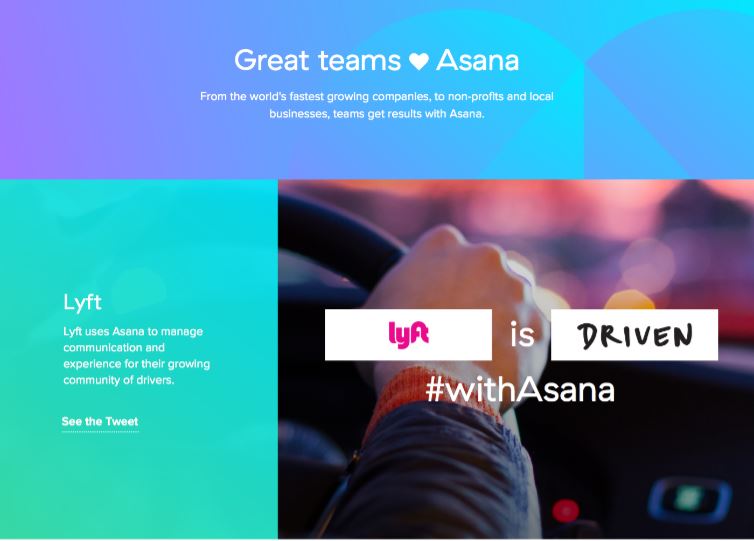 Great teams ♥ Asana
From the world's fastest growing companies, to non-profits and local
businesses, teams get results with Asana.
Lyft
Lyft uses Asana to manage
communication and
experience for their growing
community of drivers.
See the Tweet
lyft is DRIVEN
#withAsana